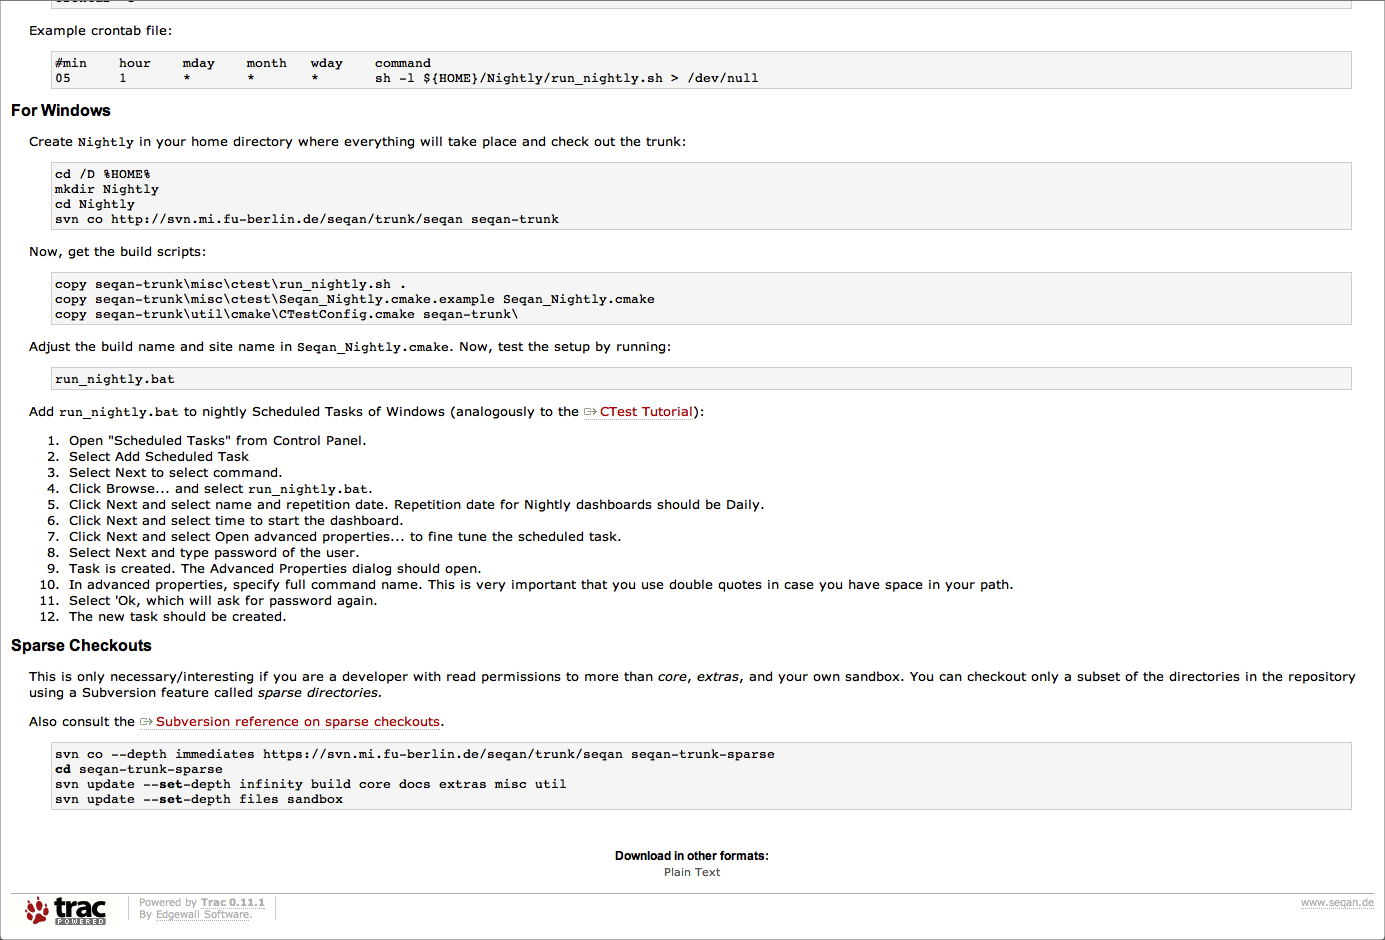 Example crontab file:
#min    hour    mday    month   wday    command
05      1       *       *       *       sh -l ${HOME}/Nightly/run_nightly.sh > /dev/null
For Windows
Create Nightly in your home directory where everything will take place and check out the trunk:
cd /D %HOME%
mkdir Nightly
cd Nightly
svn co http://svn.mi.fu-berlin.de/seqan/trunk/seqan seqan-trunk
Now, get the build scripts:
copy seqan-trunk\misc\ctest\run_nightly.sh .
copy seqan-trunk\misc\ctest\Seqan_Nightly.cmake.example Seqan_Nightly.cmake
copy seqan-trunk\util\cmake\CTestConfig.cmake seqan-trunk\
Adjust the build name and site name in Seqan_Nightly.cmake. Now, test the setup by running:
run_nightly.bat
Add run_nightly.bat to nightly Scheduled Tasks of Windows (analogously to the CTest Tutorial):
1. Open "Scheduled Tasks" from Control Panel.
2. Select Add Scheduled Task
3. Select Next to select command.
4. Click Browse... and select run_nightly.bat.
5. Click Next and select name and repetition date. Repetition date for Nightly dashboards should be Daily.
6. Click Next and select time to start the dashboard.
7. Click Next and select Open advanced properties... to fine tune the scheduled task.
8. Select Next and type password of the user.
9. Task is created. The Advanced Properties dialog should open.
10. In advanced properties, specify full command name. This is very important that you use double quotes in case you have space in your path.
11. Select 'Ok, which will ask for password again.
12. The new task should be created.
Sparse Checkouts
This is only necessary/interesting if you are a developer with read permissions to more than core, extras, and your own sandbox. You can checkout only a subset of the directories in the repository
using a Subversion feature called sparse directories.
Also consult the Subversion reference on sparse checkouts.
svn co --depth immediates https://svn.mi.fu-berlin.de/seqan/trunk/seqan seqan-trunk-sparse
cd seqan-trunk-sparse
svn update --set-depth infinity build core docs extras misc util
svn update --set-depth files sandbox
Download in other formats:
Plain Text
trac
POWERED
Powered by Trac 0.11.1
By Edgewall Software.
www.seqan.de